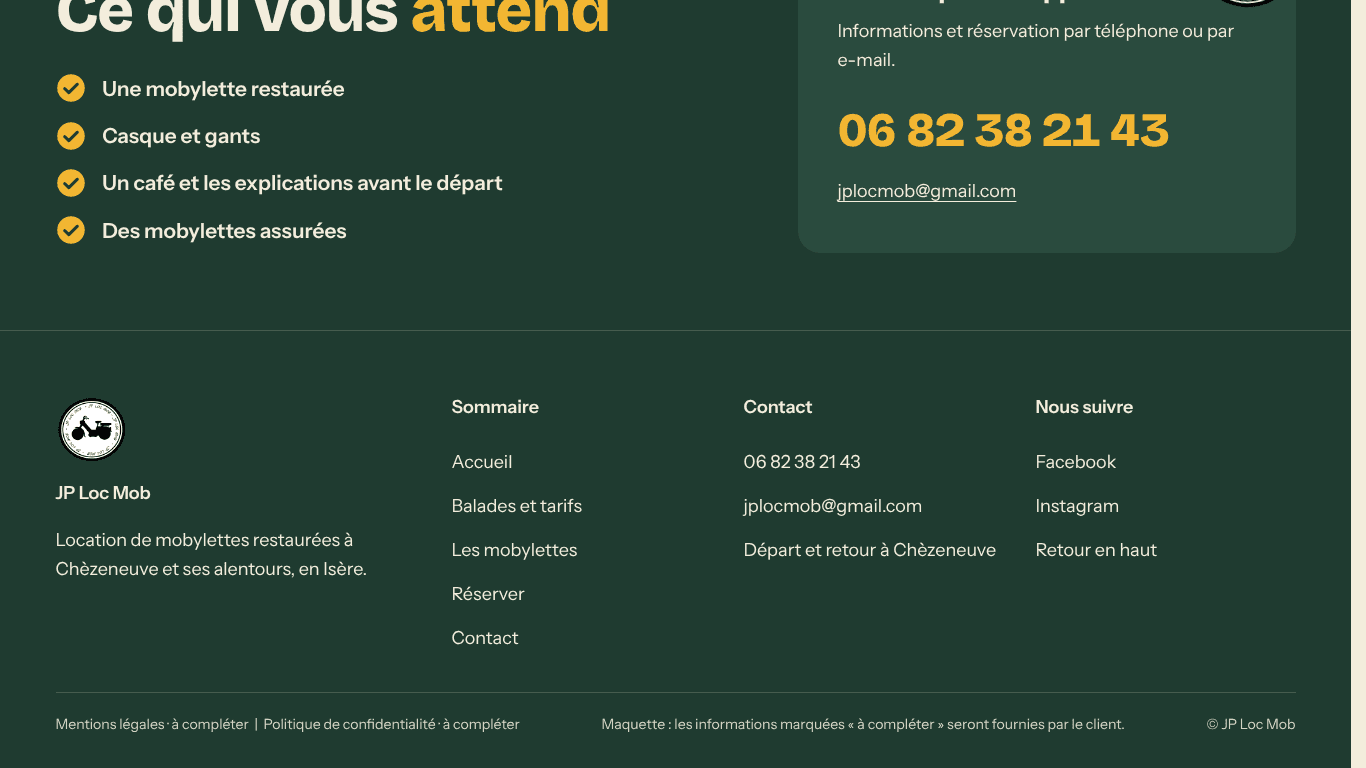 Ce qui vous attend
Une mobylette restaurée
Casque et gants
Un café et les explications avant le départ
Des mobylettes assurées
Informations et réservation par téléphone ou par
e-mail.
06 82 38 21 43
jplocmob@gmail.com
JP Loc Mob
Location de mobylettes restaurées à
Chèzeneuve et ses alentours, en Isère.
Sommaire
Accueil
Balades et tarifs
Les mobylettes
Réserver
Contact
Contact
06 82 38 21 43
jplocmob@gmail.com
Départ et retour à Chèzeneuve
Nous suivre
Facebook
Instagram
Retour en haut
Mentions légales · à compléter | Politique de confidentialité · à compléter
Maquette : les informations marquées « à compléter » seront fournies par le client.
© JP Loc Mob